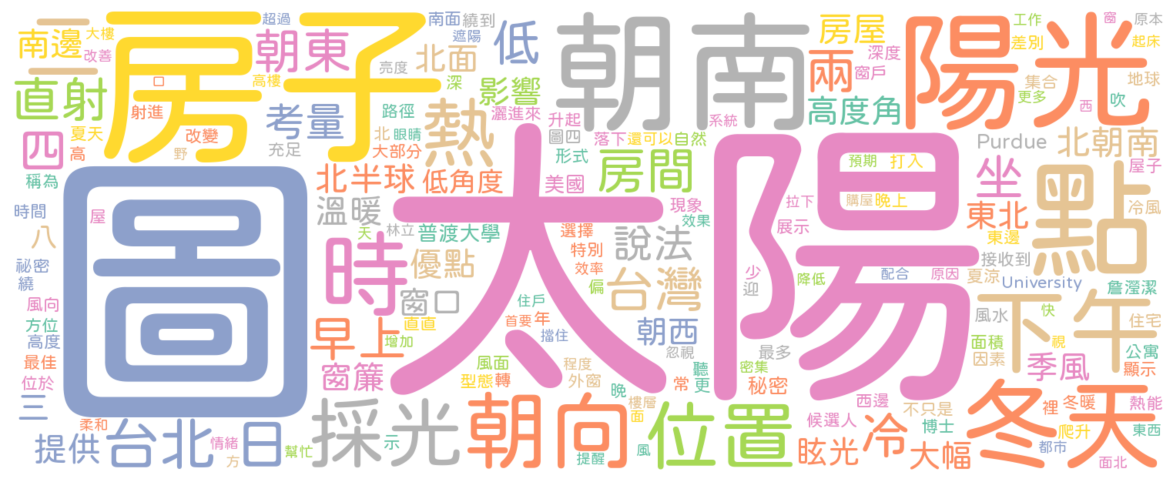 南邊
大樓
改善
一
直射
房子
超過
朝東
南面
遮陽
繞到
低
北面
亮度
深
高樓
口
射進
夏天
高
改變
野
考量
充足
路徑
北
眼睛
大部分
影響
熱
灑進來
朝南
升起
圖四
形式
落下
還可以
自然
系統
房屋
兩
深度
窗戶
高度角
陽光
工作
差別
集合
更多
窗
原本
起床
地球
西
吹
Purdue
北朝南
四
稱為
時間
八
祕密
繞
風向
方位
高度
最佳
位於
三
屋
圖
北半球
低角度
溫暖
天
林立
普渡大學
時
優點
窗口
早上
直直
增加
窗簾
美國
房間
現象
效果
選擇
特別
效率
說法
台灣
偏
住戶
首要
年
擋住
朝西
忽視
太陽
拉下
展示
少
迎
降低
預期
打入
購屋
晚上
配合
原因
坐
東北
東邊
接收到
夏涼
University
點
屋子
冷風
詹瀅潔
風水
下午
快
視
住宅
面積
因素
公寓
顯示
季風
最多
密集
秘密
聽
更
常
程度
外窗
風面
型態
轉
晚
樓層
面
風
柔和
提供
台北
情緒
方
日
幫忙
示
採光
朝向
提醒
位置
候選人
西邊
不只是
博士
眩光
冷
大幅
冬天
裡
冬暖
爬升
都市
熱能
東西
面北